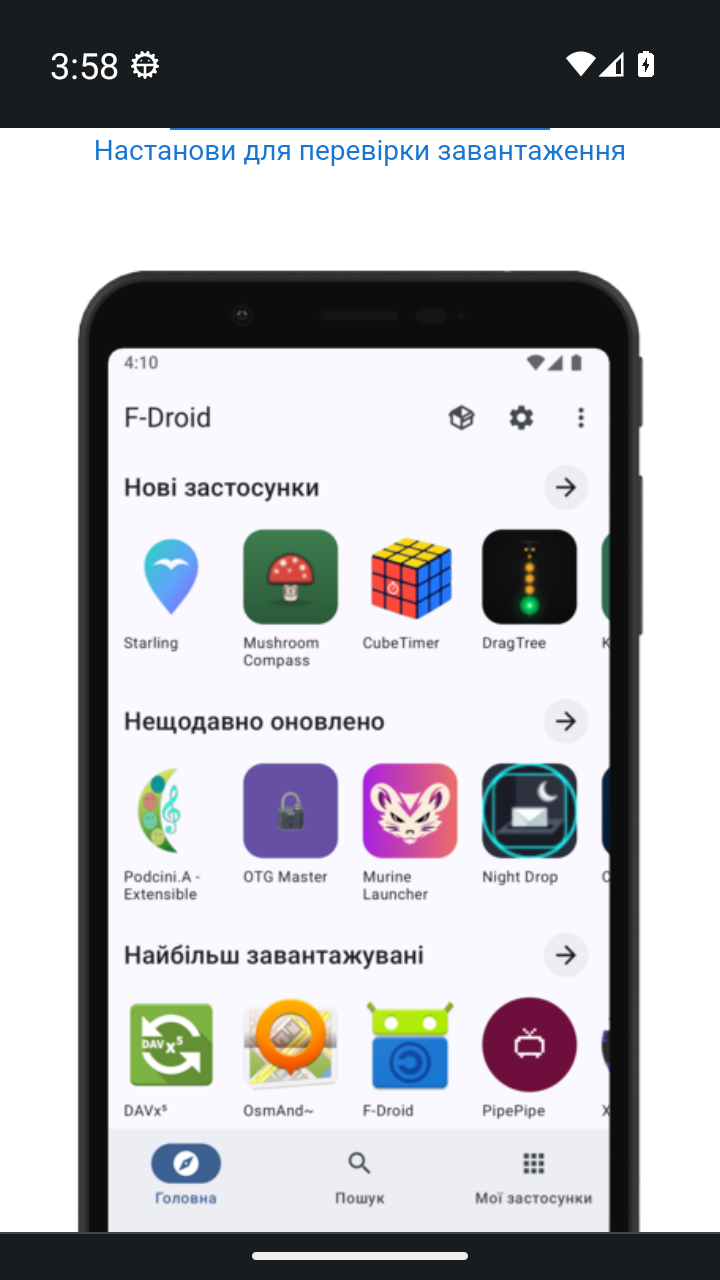 3:58
Настанови для перевірки завантаження
4:10
F-Droid
Нові застосунки
Starling
Mushroom
Compass
CubeTimer
DragTree
K
Нещодавно оновлено
Podcini.A -
Extensible
OTG Master
Murine
Launcher
Night Drop
Найбільш завантажувані
DAVx⁵
DAVx⁵
OsmAnd~
F-Droid
PipePipe
X
Головна
Пошук
Мої застосунки